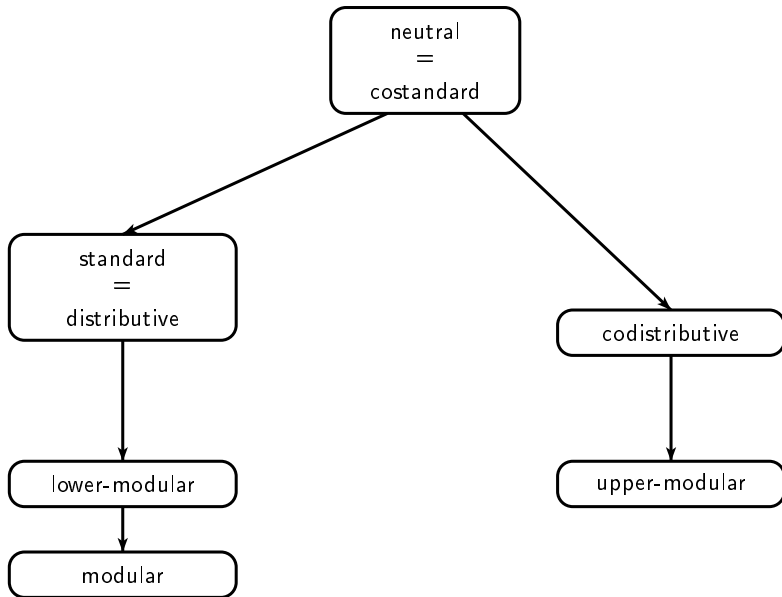 neutral
=
costandard
standard
=
distributive
codistributive
lower-modular
upper-modular
modular